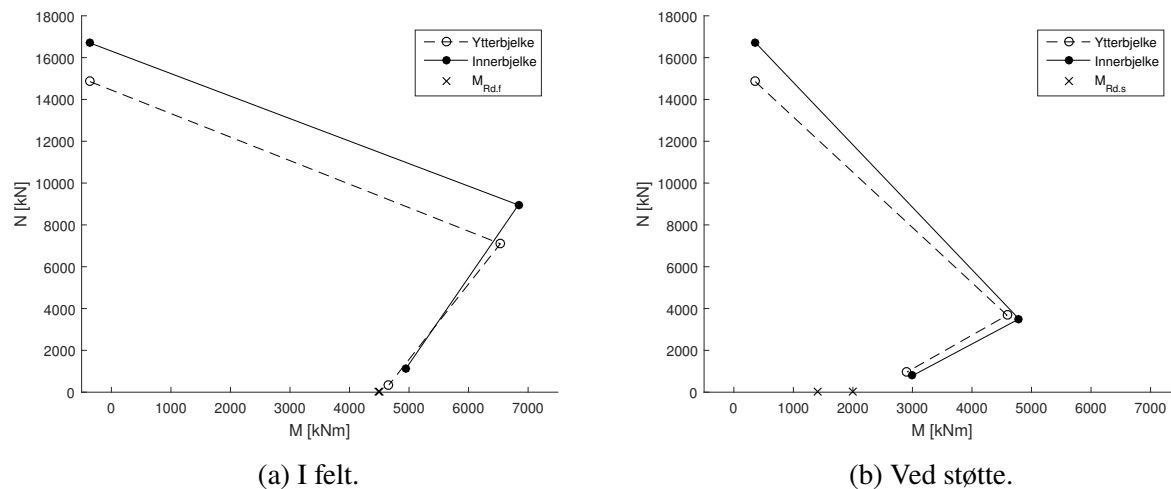 18000
16000
14000
12000
10000
8000
6000
4000
2000
0
N [kN]
0 1000 2000 3000 4000 5000 6000 7000
M [kNm]
Ytterbjelke
Innerbjelke
M_Rd.f
(a) I felt.
18000
16000
14000
12000
10000
8000
6000
4000
2000
0
N [kN]
0 1000 2000 3000 4000 5000 6000 7000
M [kNm]
Ytterbjelke
Innerbjelke
M_Rd.s
(b) Ved støtte.